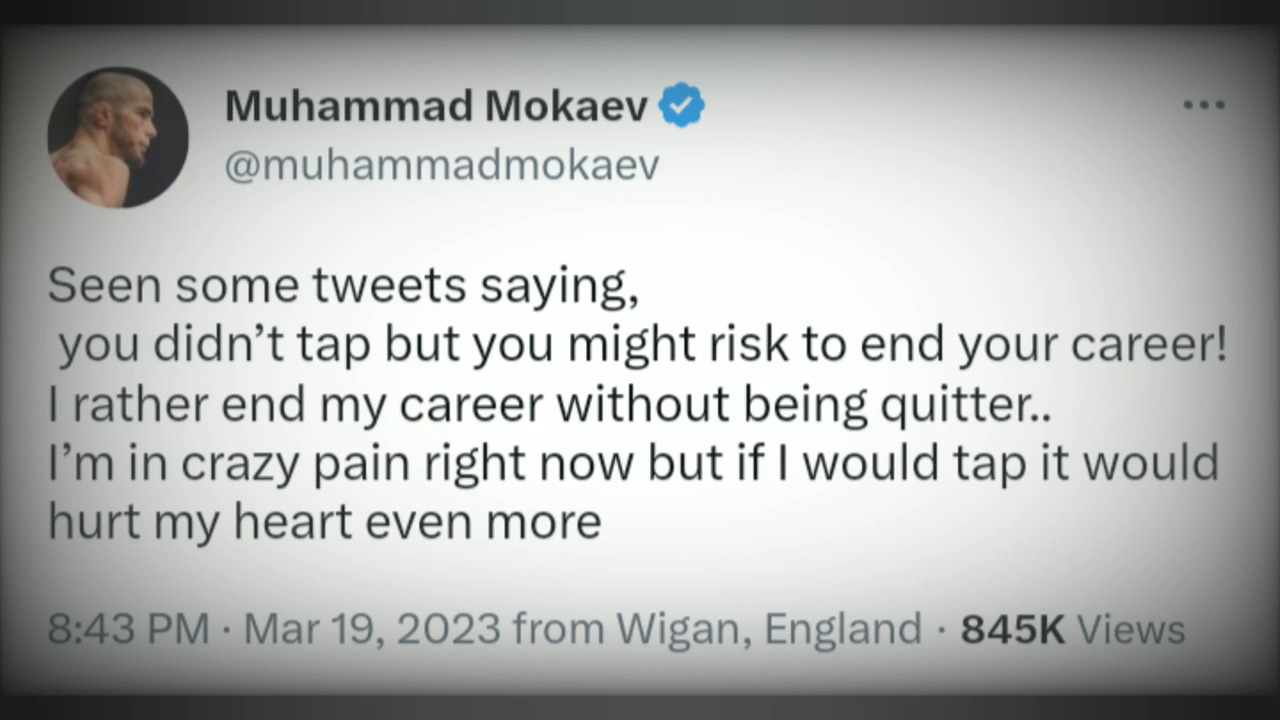 Muhammad Mokaev
@muhammadmokaev
Seen some tweets saying,
you didn’t tap but you might risk to end your career!
I rather end my career without being quitter..
I’m in crazy pain right now but if I would tap it would
hurt my heart even more
8:43 PM · Mar 19, 2023 from Wigan, England · 845K Views